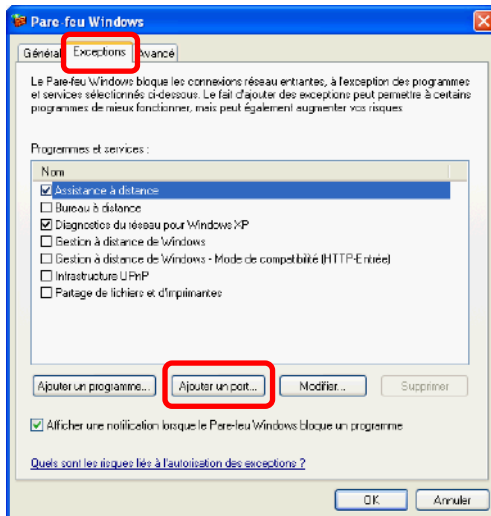 Pare-feu Windows
Général Exceptions Avancé
Le Pare-feu Windows bloque les connexions réseau entrantes, à l'exception des programmes
et services sélectionnés ci-dessous. Le fait d'ajouter des exceptions peut permettre à certains
programmes de mieux fonctionner, mais peut également augmenter vos risques
Programmes et services :
Nom
Assistance à distance
Bureau à distance
Diagnostics du réseau pour Windows XP
Gestion à distance de Windows
Gestion à distance de Windows - Mode de compatibilité (HTTP-Entrée)
Infrastructure UPnP
Partage de fichiers et d'imprimantes
Ajouter un programme... Ajouter un port... Modifier... Supprimer
Afficher une notification lorsque le Pare-feu Windows bloque un programme
Quels sont les risques liés à l'autorisation des exceptions ?
OK Annuler